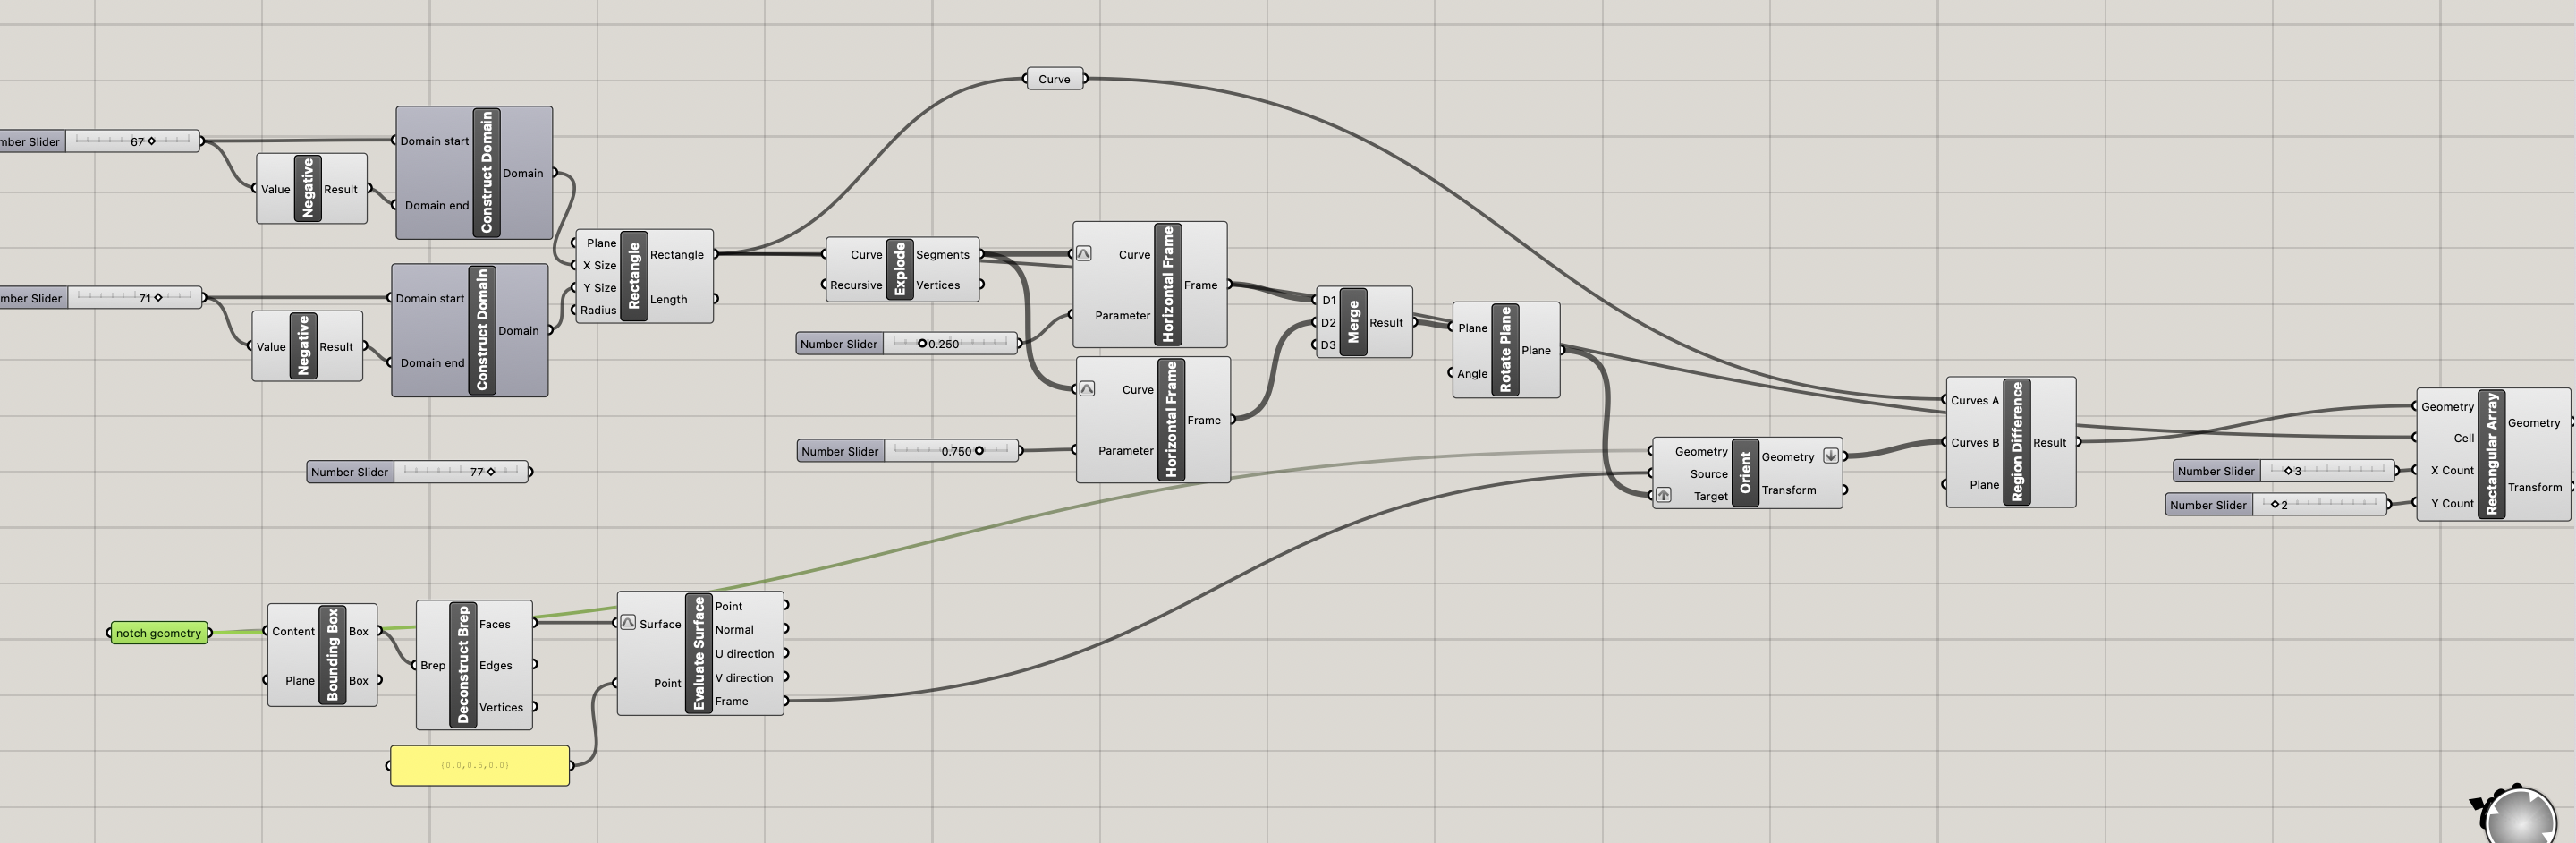 Curve
mber Slider 67
Value Negative Result
Domain start
Domain end
Construct Domain
Domain
mber Slider 71
Value Negative Result
Domain start
Domain end
Construct Domain
Domain
Plane
X Size
Y Size
Radius
Rectangle
Rectangle
Length
Curve
Recursive
Explode
Segments
Vertices
Number Slider 0.250
Curve
Parameter
Horizontal Frame
Frame
Number Slider 0.750
Curve
Parameter
Horizontal Frame
Frame
D1
D2
D3
Merge
Result
Plane
Angle
Rotate Plane
Plane
Number Slider 77
Geometry
Source
Target
Orient
Geometry
Transform
Curves A
Curves B
Plane
Region Difference
Result
Number Slider 3
Number Slider 2
Geometry
Cell
X Count
Y Count
Rectangular Array
Geometry
Transform
notch geometry
Content
Plane
Bounding Box
Box
Box
Brep
Deconstruct Brep
Faces
Edges
Vertices
Surface
Point
Evaluate Surface
Point
Normal
U direction
V direction
Frame
(0.0,0.5,0.0)